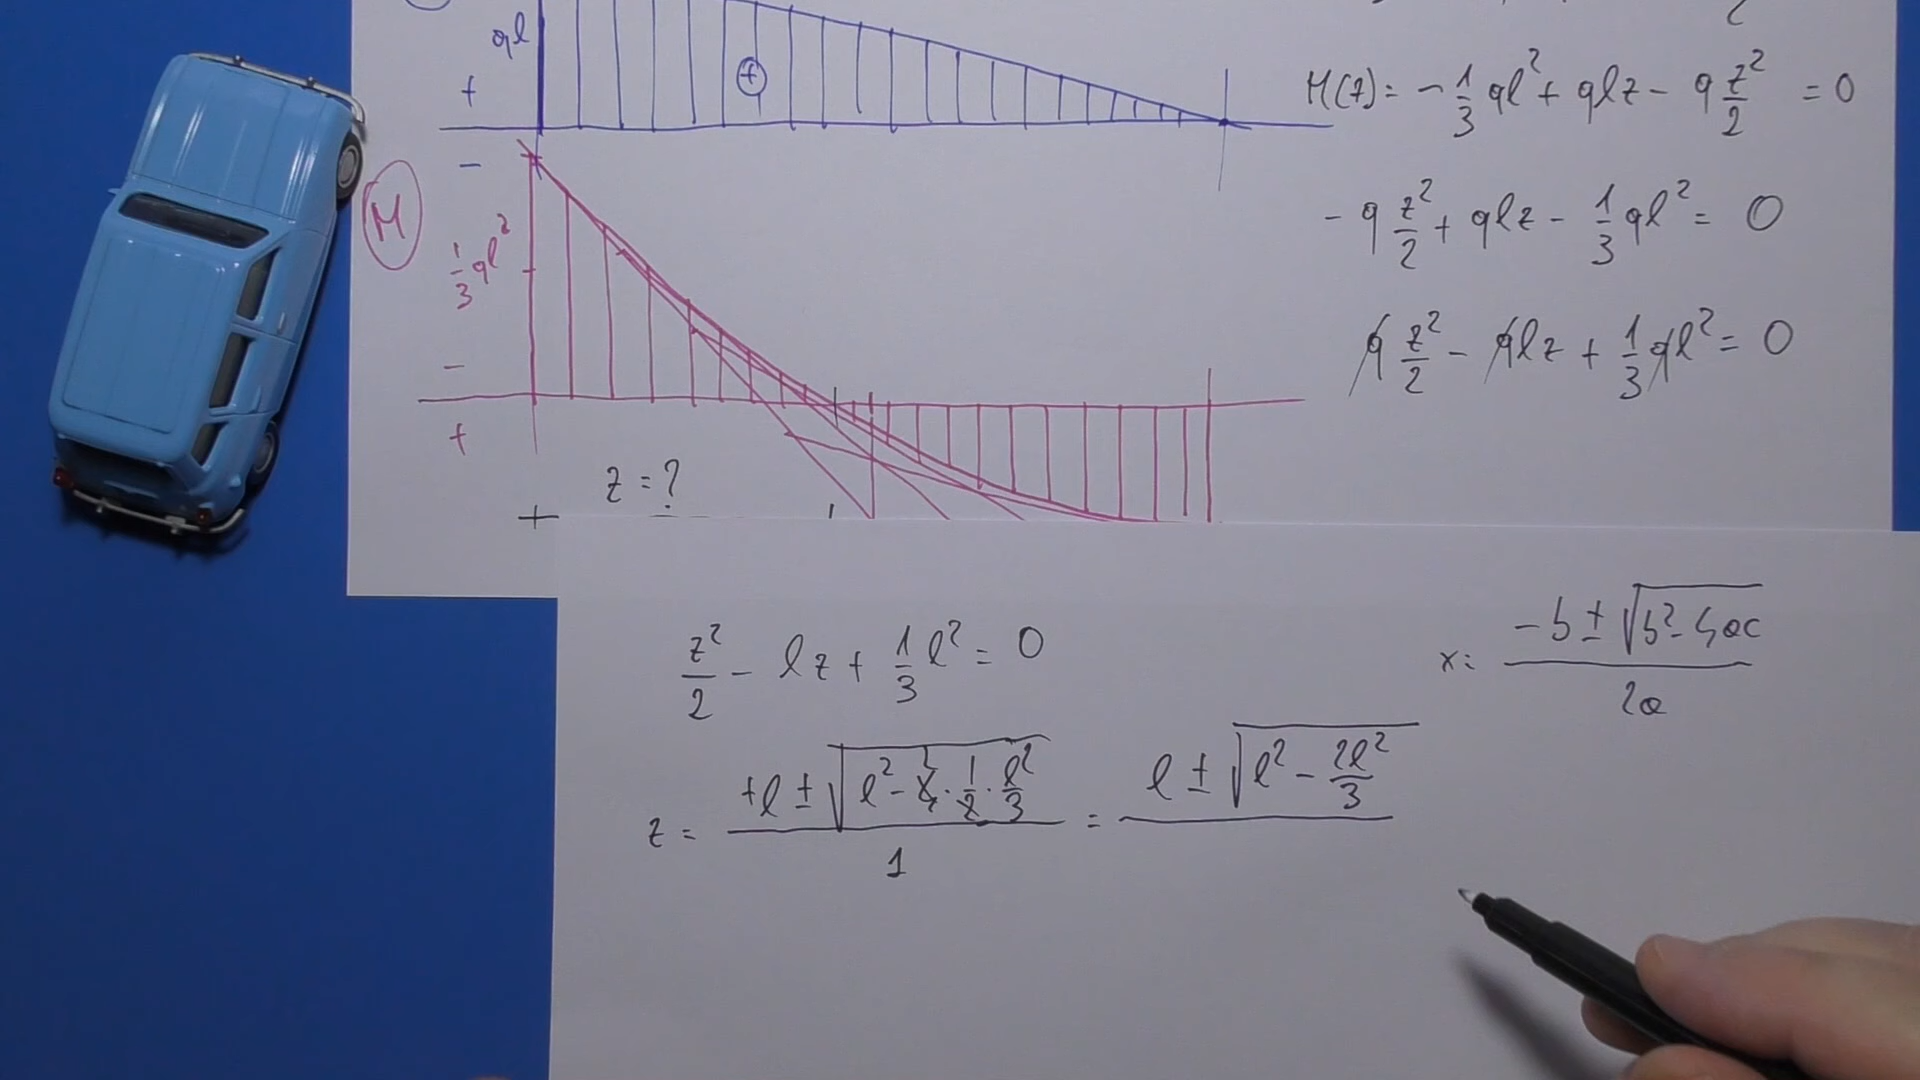 ql
+
+
−
M
1/3 ql²
−
+
z = ?
M(z) = − 1/3 ql² + qlz − q z²/2 = 0
− q z²/2 + qlz − 1/3 ql² = 0
q z²/2 − qlz + 1/3 ql² = 0
z²/2 − lz + 1/3 l² = 0
x = (−b ± √(b² − 4ac)) / 2a
z = (+l ± √(l² − 4 · 1/2 · l²/3)) / 1 = l ± √(l² − 2l²/3)